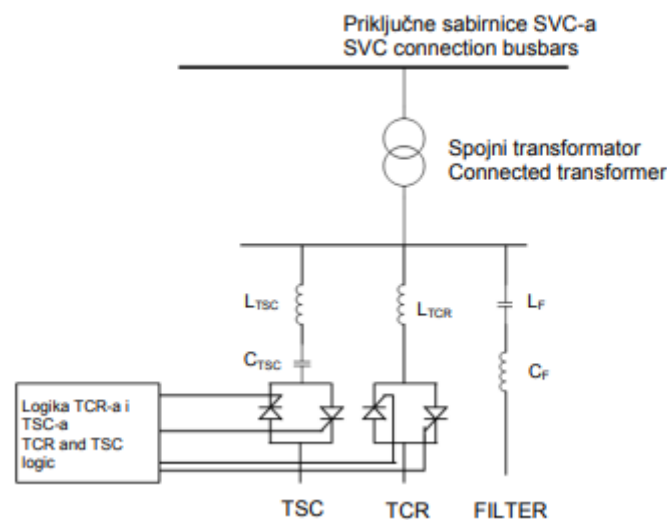 Priključne sabirnice SVC-a
SVC connection busbars
Spojni transformator
Connected transformer
LTSC
LTCR
LF
CTSC
CF
Logika TCR-a i
TSC-a
TCR and TSC
logic
TSC
TCR
FILTER